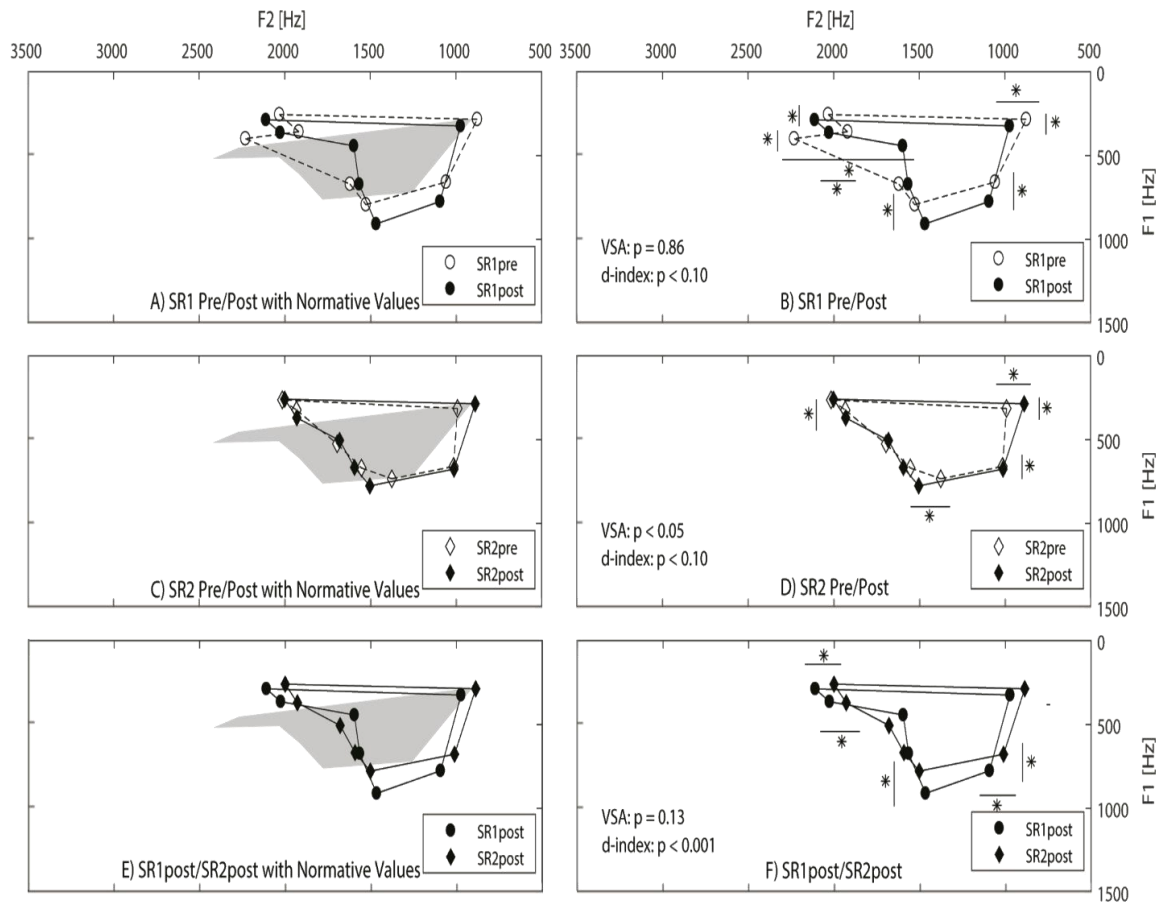 F2 [Hz] F2 [Hz]
3500 3000 2500 2000 1500 1000 500 3500 3000 2500 2000 1500 1000 500
0
500
1000
1500
F1 [Hz]
SR1pre
SR1post
A) SR1 Pre/Post with Normative Values
* * * * * * * *
VSA: p = 0.86
d-index: p < 0.10
SR1pre
SR1post
B) SR1 Pre/Post
0
500
1000
1500
F1 [Hz]
SR2pre
SR2post
C) SR2 Pre/Post with Normative Values
* * * * *
VSA: p < 0.05
d-index: p < 0.10
SR2pre
SR2post
D) SR2 Pre/Post
0
500
1000
1500
F1 [Hz]
SR1post
SR2post
E) SR1post/SR2post with Normative Values
* * * * *
VSA: p = 0.13
d-index: p < 0.001
SR1post
SR2post
F) SR1post/SR2post